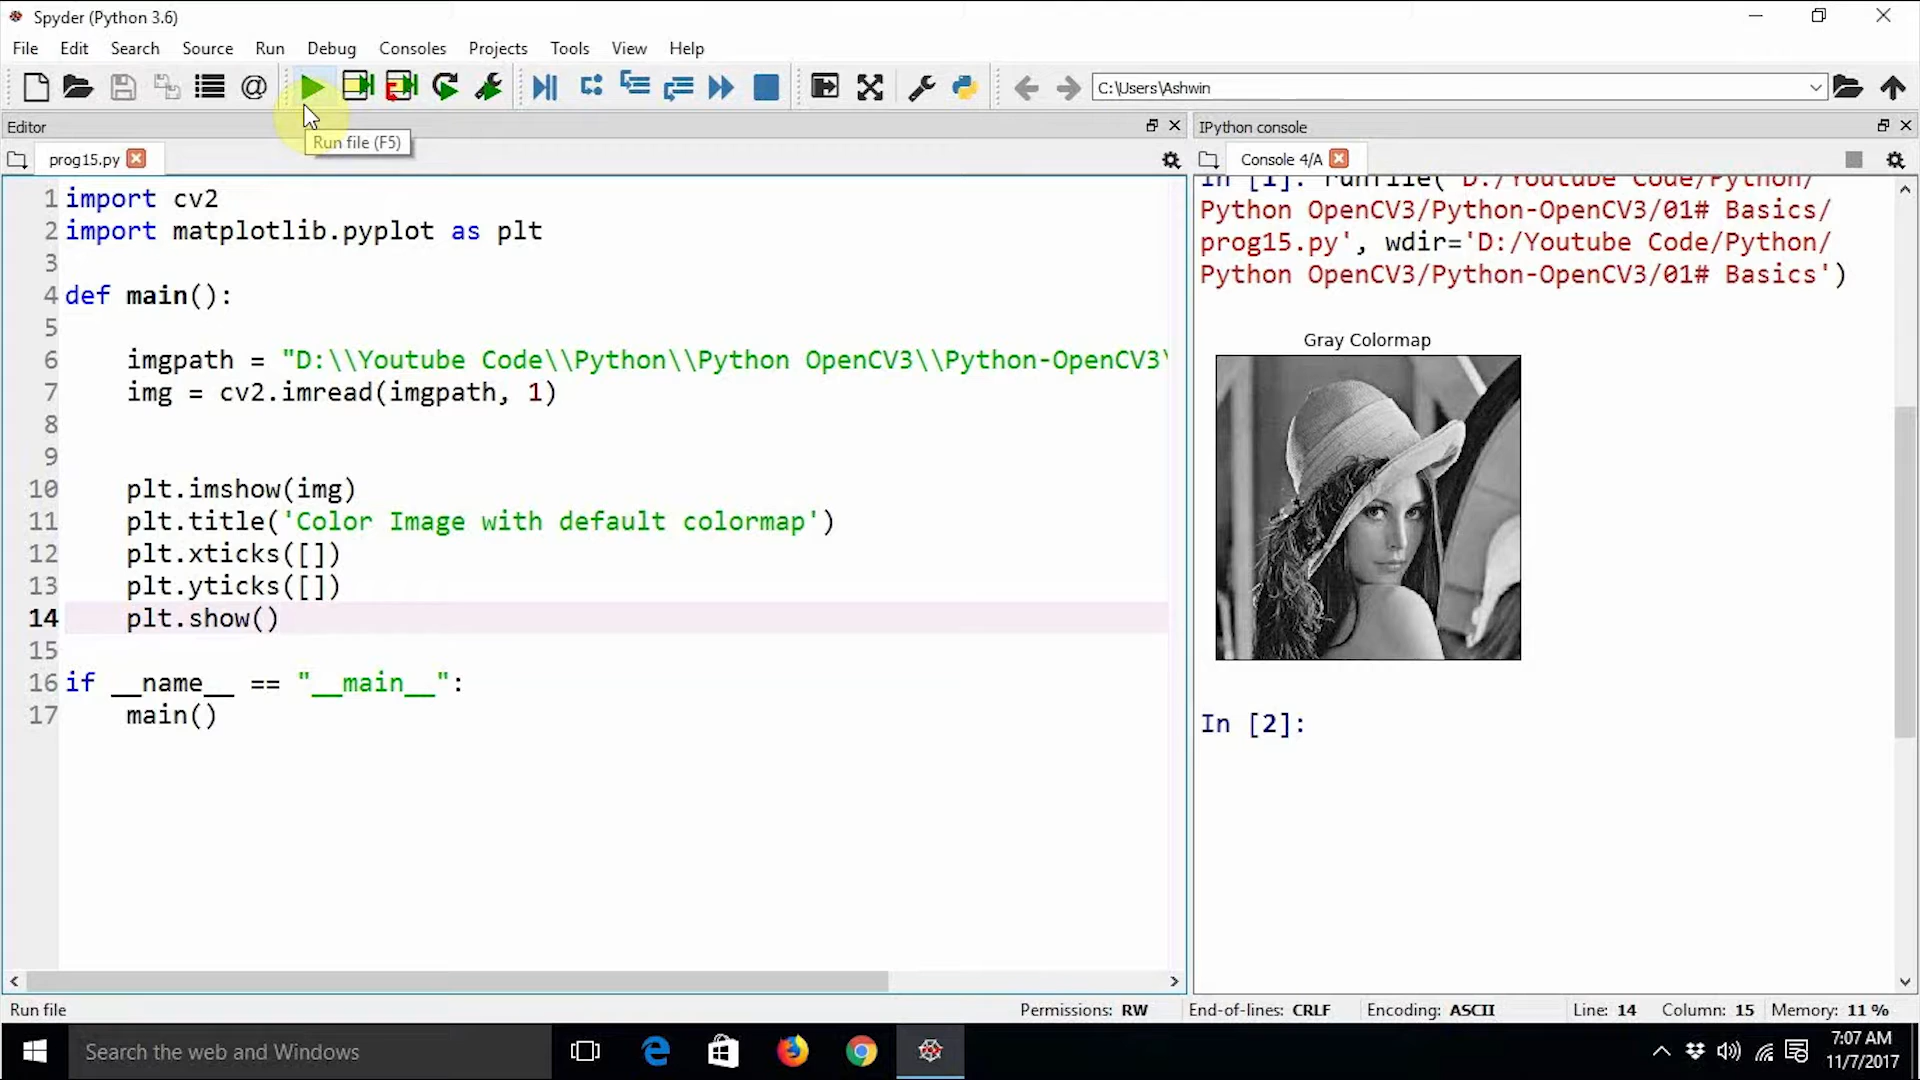 Spyder (Python 3.6)
File Edit Search Source Run Debug Consoles Projects Tools View Help
C:\Users\Ashwin
Editor
Run file (F5)
IPython console
prog15.py
Console 4/A
1 import cv2
2 import matplotlib.pyplot as plt
3
4 def main():
5
6 imgpath = "D:\\Youtube Code\\Python\\Python OpenCV3\\Python-OpenCV3\
7 img = cv2.imread(imgpath, 1)
8
9
10 plt.imshow(img)
11 plt.title('Color Image with default colormap')
12 plt.xticks([])
13 plt.yticks([])
14 plt.show()
15
16 if __name__ == "__main__":
17 main()
In [1]: runfile('D:/Youtube Code/Python/
Python OpenCV3/Python-OpenCV3/01# Basics/
prog15.py', wdir='D:/Youtube Code/Python/
Python OpenCV3/Python-OpenCV3/01# Basics')
Gray Colormap
In [2]:
Run file
Permissions: RW End-of-lines: CRLF Encoding: ASCII Line: 14 Column: 15 Memory: 11 %
Search the web and Windows
7:07 AM
11/7/2017